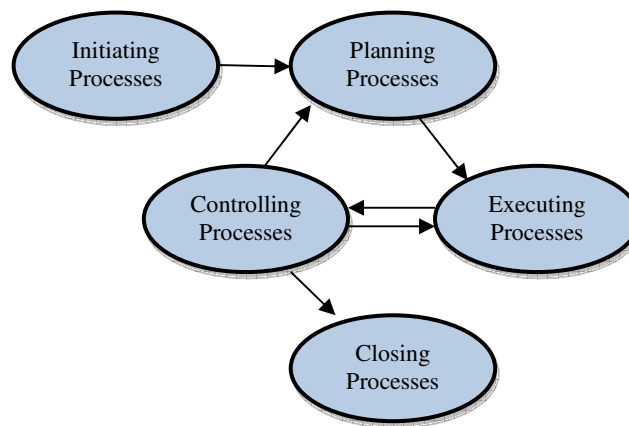 Initiating
Processes
Planning
Processes
Controlling
Processes
Executing
Processes
Closing
Processes